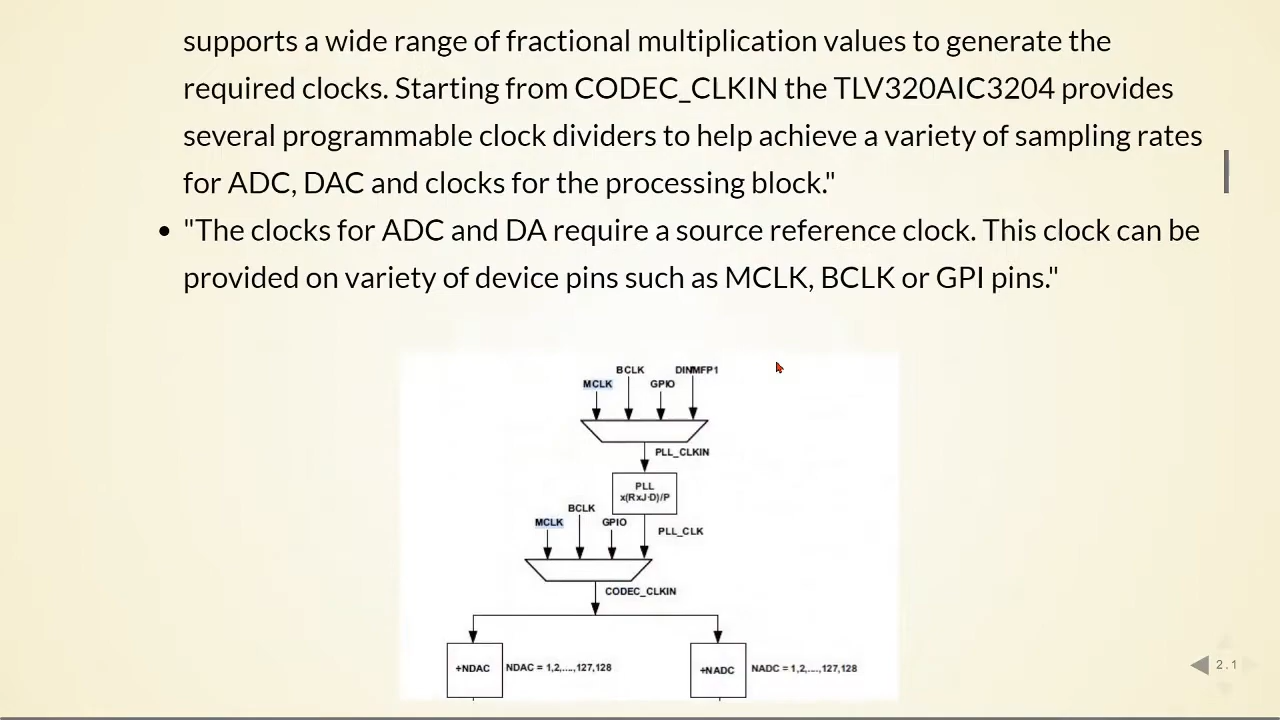 supports a wide range of fractional multiplication values to generate the
required clocks. Starting from CODEC_CLKIN the TLV320AIC3204 provides
several programmable clock dividers to help achieve a variety of sampling rates
for ADC, DAC and clocks for the processing block."
• "The clocks for ADC and DA require a source reference clock. This clock can be
provided on variety of device pins such as MCLK, BCLK or GPI pins."
BCLK DIN/MFP1
MCLK GPIO
PLL_CLKIN
PLL
x(RxJ·D)/P
BCLK
MCLK GPIO PLL_CLK
CODEC_CLKIN
÷NDAC NDAC = 1,2,....,127,128
÷NADC NADC = 1,2,....,127,128
2.1